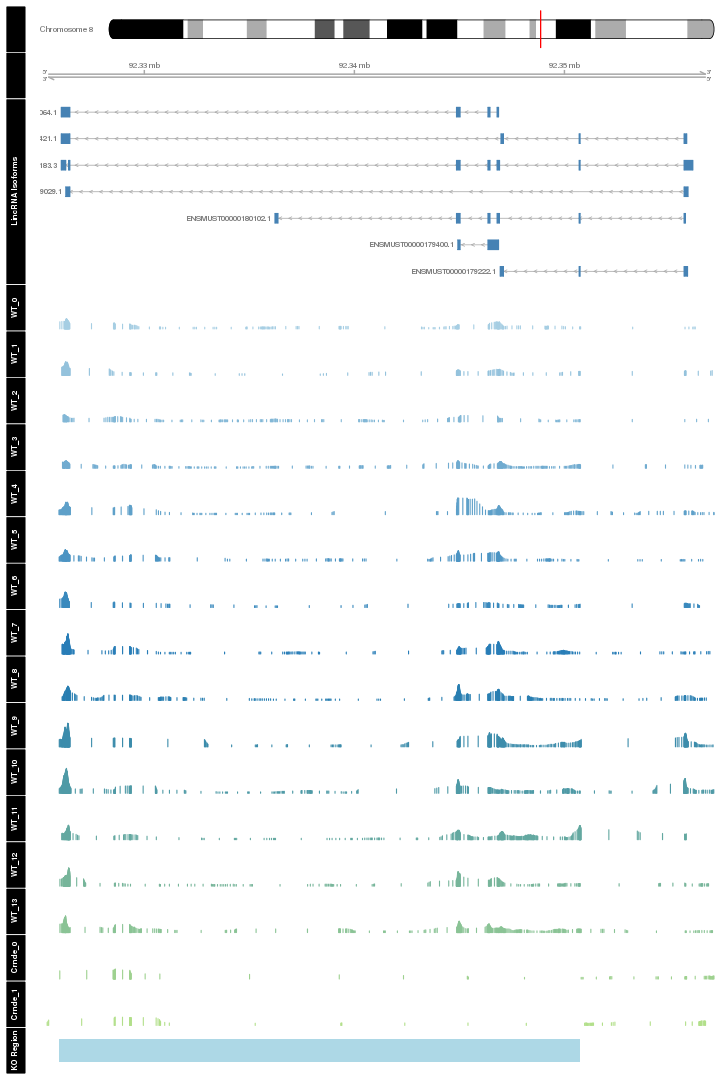 Chromosome 8
92.33 mb 92.34 mb 92.35 mb
5' 3'
3' 5'
LincRNA Isoforms
064.1
421.1
183.3
9029.1
ENSMUST00000180102.1
ENSMUST00000179400.1
ENSMUST00000179222.1
WT_0
WT_1
WT_2
WT_3
WT_4
WT_5
WT_6
WT_7
WT_8
WT_9
WT_10
WT_11
WT_12
WT_13
Crnde_0
Crnde_1
KO Region